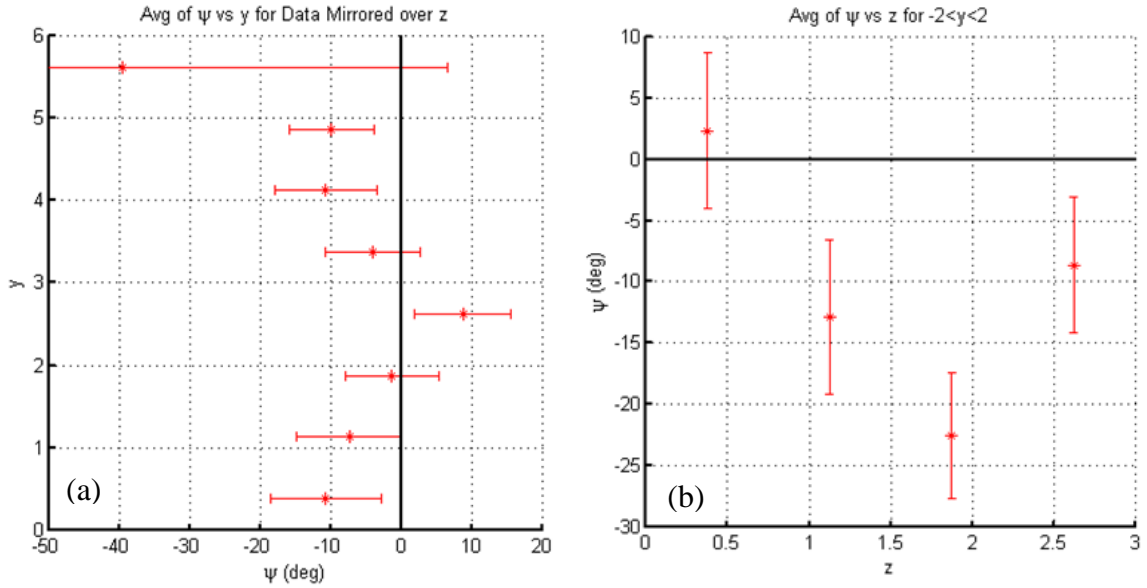 Avg of ψ vs y for Data Mirrored over z
6
5
4
3
2
1
0
y
(a)
-50 -40 -30 -20 -10 0 10 20
ψ (deg)
Avg of ψ vs z for -2<y<2
10
5
0
-5
-10
-15
-20
-25
-30
ψ (deg)
(b)
0 0.5 1 1.5 2 2.5 3
z